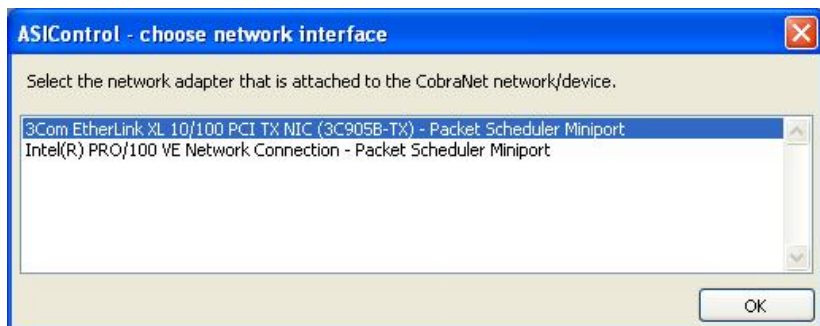 ASIControl - choose network interface
Select the network adapter that is attached to the CobraNet network/device.
3Com EtherLink XL 10/100 PCI TX NIC (3C905B-TX) - Packet Scheduler Miniport
Intel(R) PRO/100 VE Network Connection - Packet Scheduler Miniport
OK